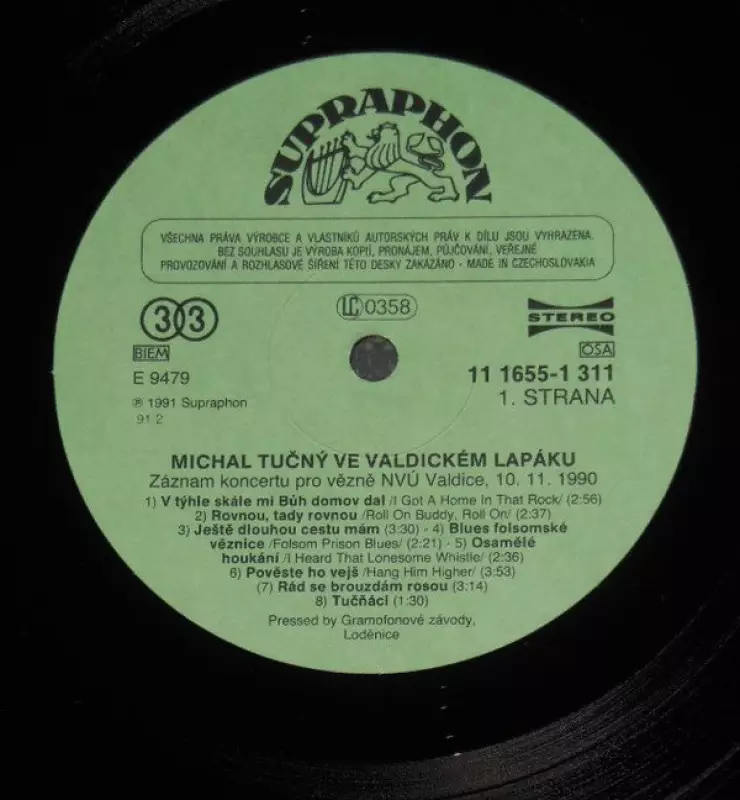 SUPRAPHON
VŠECHNA PRÁVA VÝROBCE A VLASTNÍKŮ AUTORSKÝCH PRÁV K DÍLU JSOU VYHRAZENA.
BEZ SOUHLASU JE VÝROBA KOPIÍ, PRONÁJEM, PŮJČOVÁNÍ, VEŘEJNÉ
PROVOZOVÁNÍ A ROZHLASOVÉ ŠÍŘENÍ TÉTO DESKY ZAKÁZÁNO - MADE IN CZECHOSLOVAKIA
33
LC 0358
STEREO
BIEM
OSA
E 9479
11 1655-1 311
℗ 1991 Supraphon
1. STRANA
91 2
MICHAL TUČNÝ VE VALDICKÉM LAPÁKU
Záznam koncertu pro vězně NVÚ Valdice, 10. 11. 1990
1) V týhle skále mi Bůh domov dal /I Got A Home In That Rock/ (2:56)
2) Rovnou, tady rovnou /Roll On Buddy, Roll On/ (2:37)
3) Ještě dlouhou cestu mám (3:30) - 4) Blues folsomské
věznice /Folsom Prison Blues/ (2:21) - 5) Osamělé
houkání /I Heard That Lonesome Whistle/ (2:36)
6) Pověste ho vejš /Hang Him Higher/ (3:53)
(7) Rád se brouzdám rosou (3:14)
8) Tučňáci (1:30)
Pressed by Gramofonové závody,
Loděnice